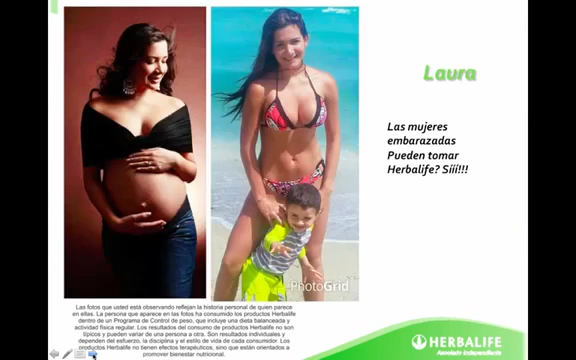 Laura
Las mujeres
embarazadas
Pueden tomar
Herbalife? Síii!!!
PhotoGrid
Las fotos que usted está observando reflejan la historia personal de quien parece
en ellas. La persona que aparece en las fotos ha consumido los productos Herbalife
dentro de un Programa de Control de peso, que incluye una dieta balanceada y
actividad física regular. Los resultados del consumo de productos Herbalife no son
típicos y pueden variar de una persona a otra. Son resultados individuales y
dependen del esfuerzo, la disciplina y el estilo de vida de cada consumidor. Los
productos Herbalife no tienen efectos terapéuticos, sino que están orientados a
promover bienestar nutricional.
HERBALIFE
Asociado Independiente